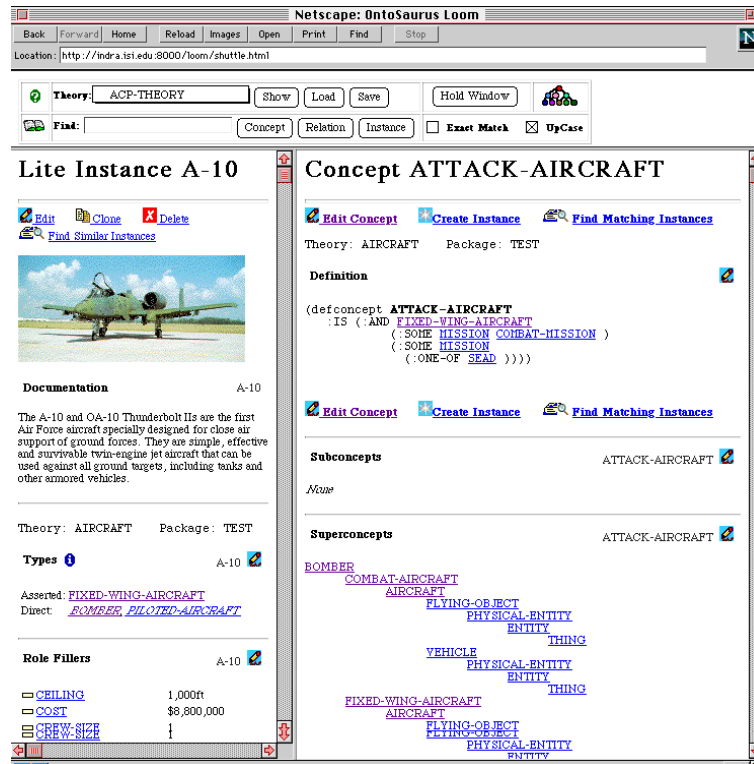 Netscape: OntoSaurus Loom
Back Forward Home Reload Images Open Print Find Stop
Location: http://indra.isi.edu:8000/loom/shuttle.html
N
Theory: ACP-THEORY Show Load Save Hold Window
Find: Concept Relation Instance Exact Match UpCase
Lite Instance A-10
Edit Clone Delete
Find Similar Instances
Documentation A-10
The A-10 and OA-10 Thunderbolt IIs are the first
Air Force aircraft specially designed for close air
support of ground forces. They are simple, effective
and survivable twin-engine jet aircraft that can be
used against all ground targets, including tanks and
other armored vehicles.
Theory: AIRCRAFT Package: TEST
Types A-10
Asserted: FIXED-WING-AIRCRAFT
Direct: BOMBER, PILOTED-AIRCRAFT
Role Fillers A-10
CEILING 1,000ft
COST $8,800,000
CREW-SIZE 1
Concept ATTACK-AIRCRAFT
Edit Concept Create Instance Find Matching Instances
Theory: AIRCRAFT Package: TEST
Definition
(defconcept ATTACK-AIRCRAFT
:IS (:AND FIXED-WING-AIRCRAFT
(:SOME MISSION COMBAT-MISSION )
(:SOME MISSION
(:ONE-OF SEAD ))))
Edit Concept Create Instance Find Matching Instances
Subconcepts ATTACK-AIRCRAFT
None
Superconcepts ATTACK-AIRCRAFT
BOMBER
COMBAT-AIRCRAFT
AIRCRAFT
FLYING-OBJECT
PHYSICAL-ENTITY
ENTITY
THING
VEHICLE
PHYSICAL-ENTITY
ENTITY
THING
FIXED-WING-AIRCRAFT
AIRCRAFT
FLYING-OBJECT
FLYING-OBJECT
PHYSICAL-ENTITY
ENTITY